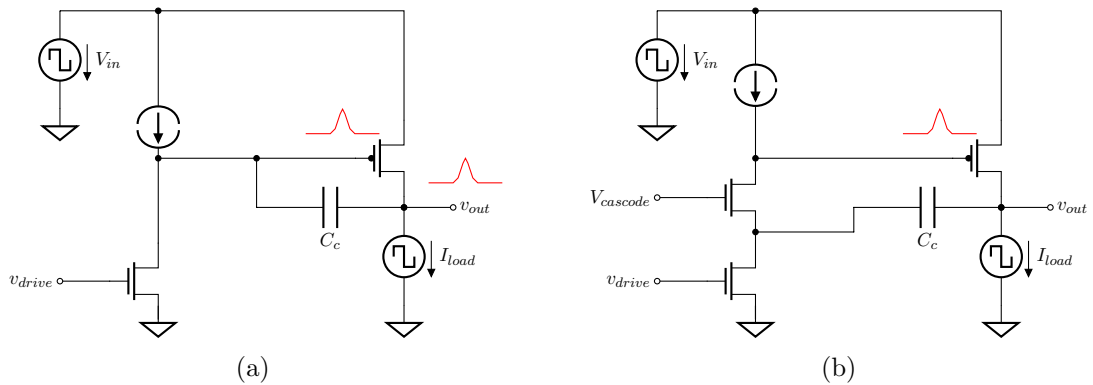 V_in
C_c
v_out
I_load
v_drive
(a)
V_in
V_cascode
C_c
v_out
I_load
v_drive
(b)